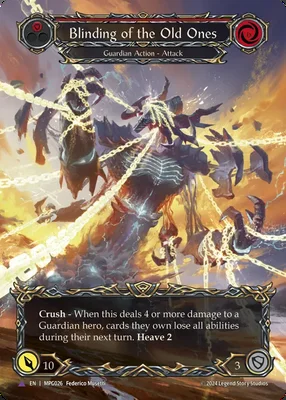 Blinding of the Old Ones
Guardian Action - Attack
Crush - When this deals 4 or more damage to a
Guardian hero, cards they own lose all abilities
during their next turn. Heave 2
10
3
EN | MPG026 Federico Musetti
2024 Legend Story Studios